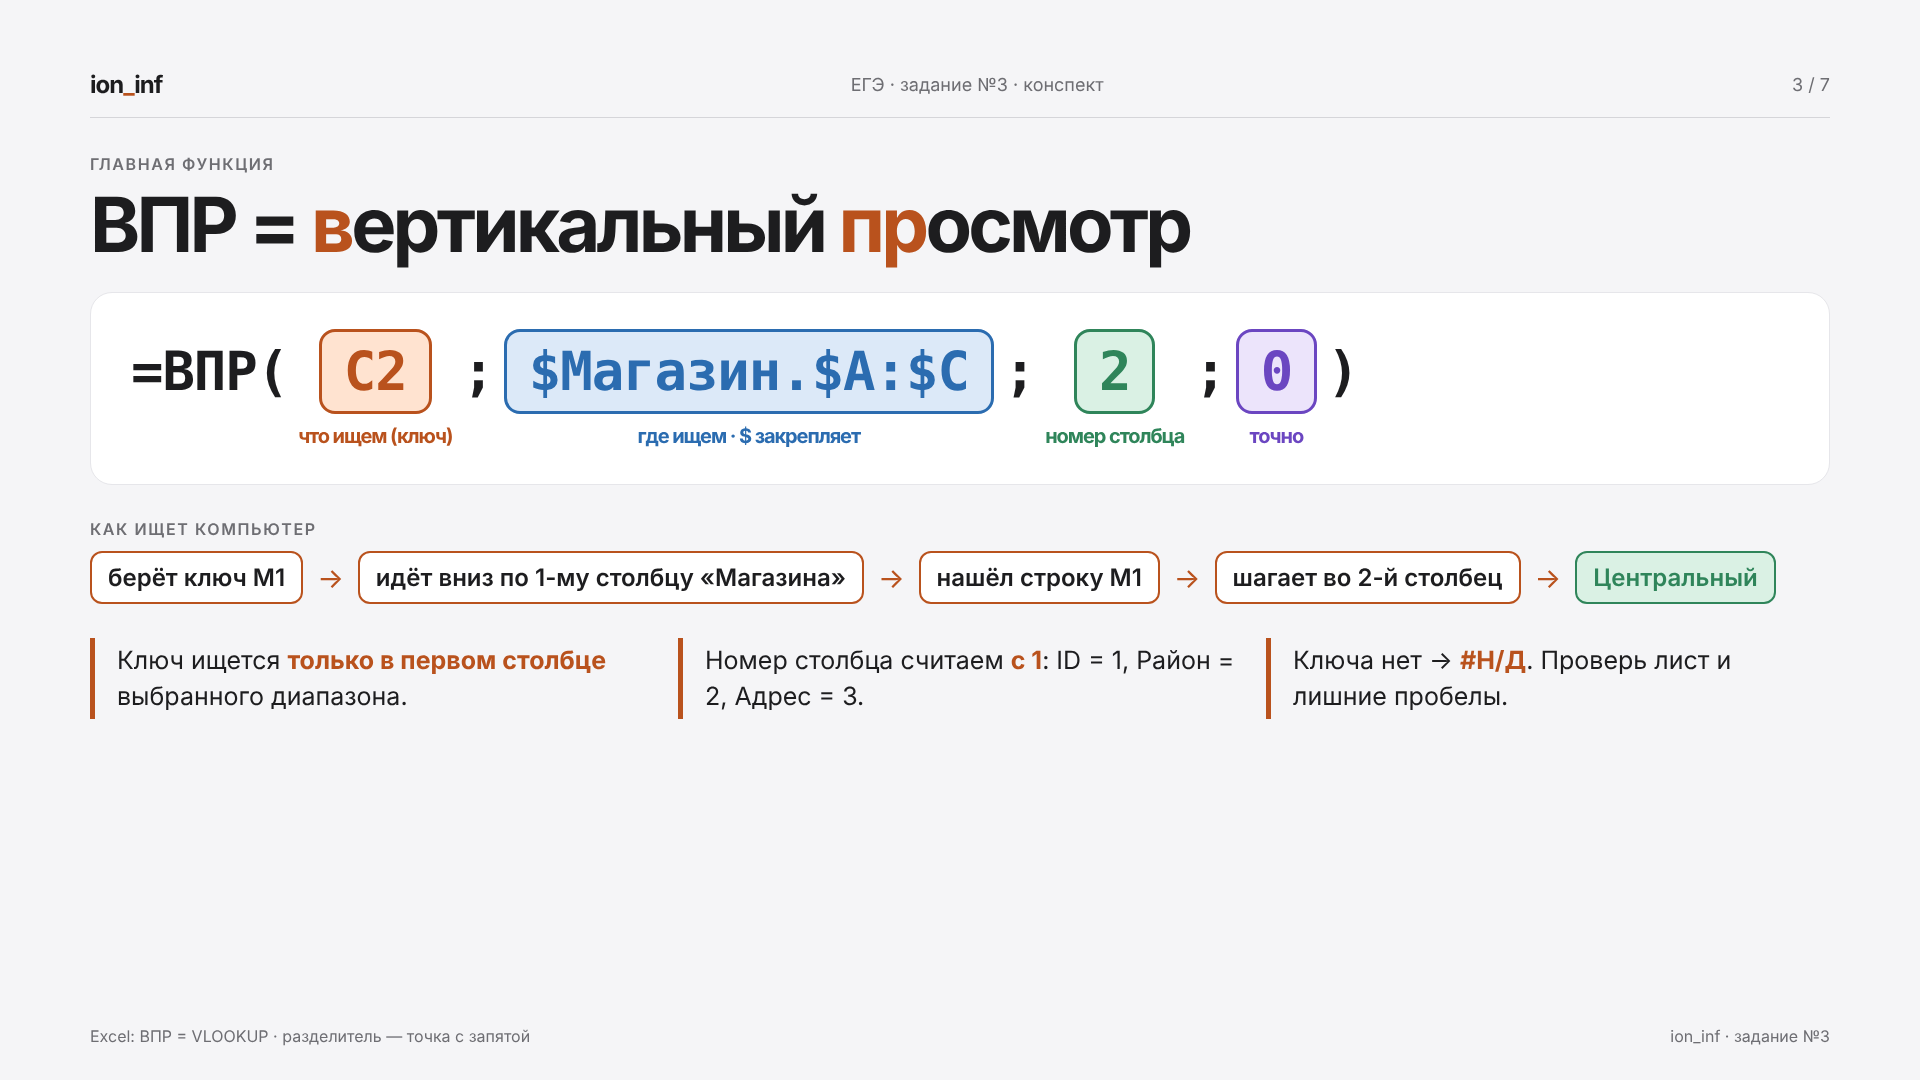 ion_inf
ЕГЭ · задание №3 · конспект
3 / 7
ГЛАВНАЯ ФУНКЦИЯ
ВПР = вертикальный просмотр
=ВПР( C2 ; $Магазин.$A:$C ; 2 ; 0 )
что ищем (ключ) где ищем · $ закрепляет номер столбца точно
КАК ИЩЕТ КОМПЬЮТЕР
берёт ключ M1 → идёт вниз по 1-му столбцу «Магазина» → нашёл строку M1 → шагает во 2-й столбец → Центральный
Ключ ищется только в первом столбце
выбранного диапазона.
Номер столбца считаем с 1: ID = 1, Район =
2, Адрес = 3.
Ключа нет → #Н/Д. Проверь лист и
лишние пробелы.
Excel: ВПР = VLOOKUP · разделитель — точка с запятой
ion_inf · задание №3